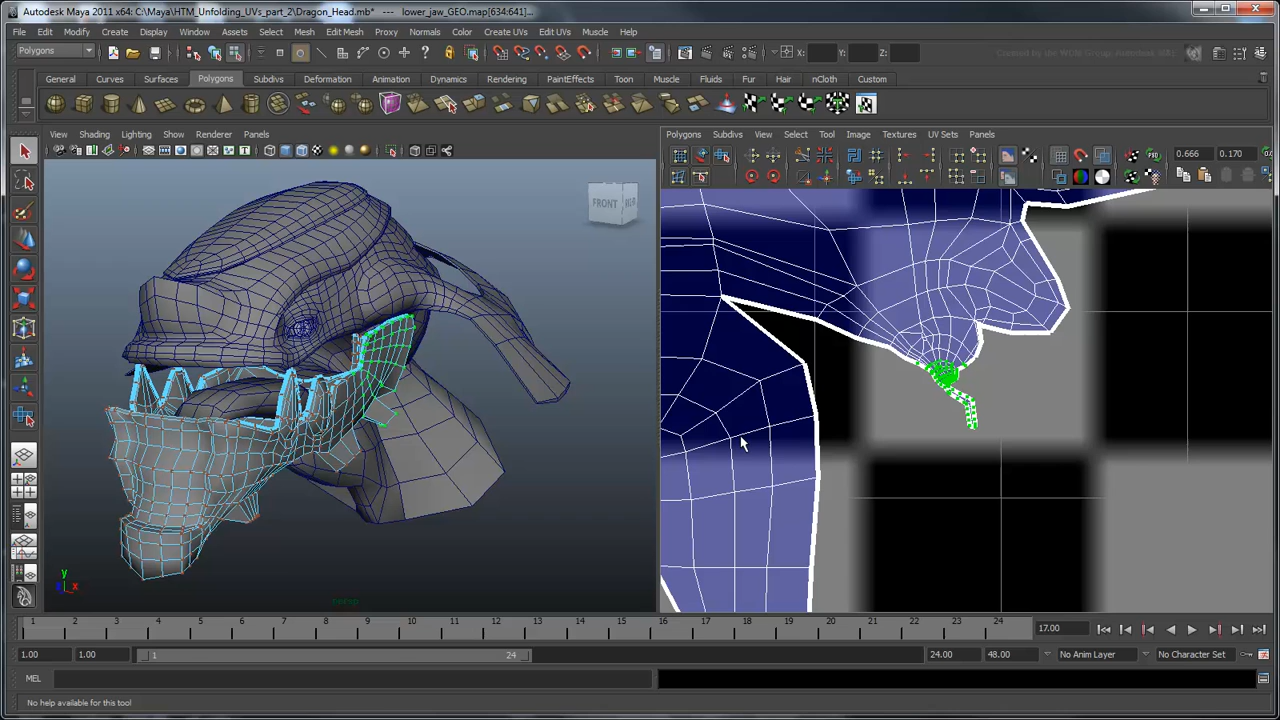 Autodesk Maya 2011 x64: C:\Maya\HTM_Unfolding_UVs_part_2\Dragon_Head.mb* --- lower_jaw_GEO.map[634:641]...
File Edit Modify Create Display Window Assets Select Mesh Edit Mesh Proxy Normals Color Create UVs Edit UVs Muscle Help
Polygons X: Y: Z:
General Curves Surfaces Polygons Subdivs Deformation Animation Dynamics Rendering PaintEffects Toon Muscle Fluids Fur Hair nCloth Custom
View Shading Lighting Show Renderer Panels
Polygons Subdivs View Select Tool Image Textures UV Sets Panels
0.666 0.170
FRONT
y
x
persp
1 2 3 4 5 6 7 8 9 10 11 12 13 14 15 16 17 18 19 20 21 22 23 24 17.00
1.00 1.00 1 24 24.00 48.00 No Anim Layer No Character Set
MEL
No help available for this tool